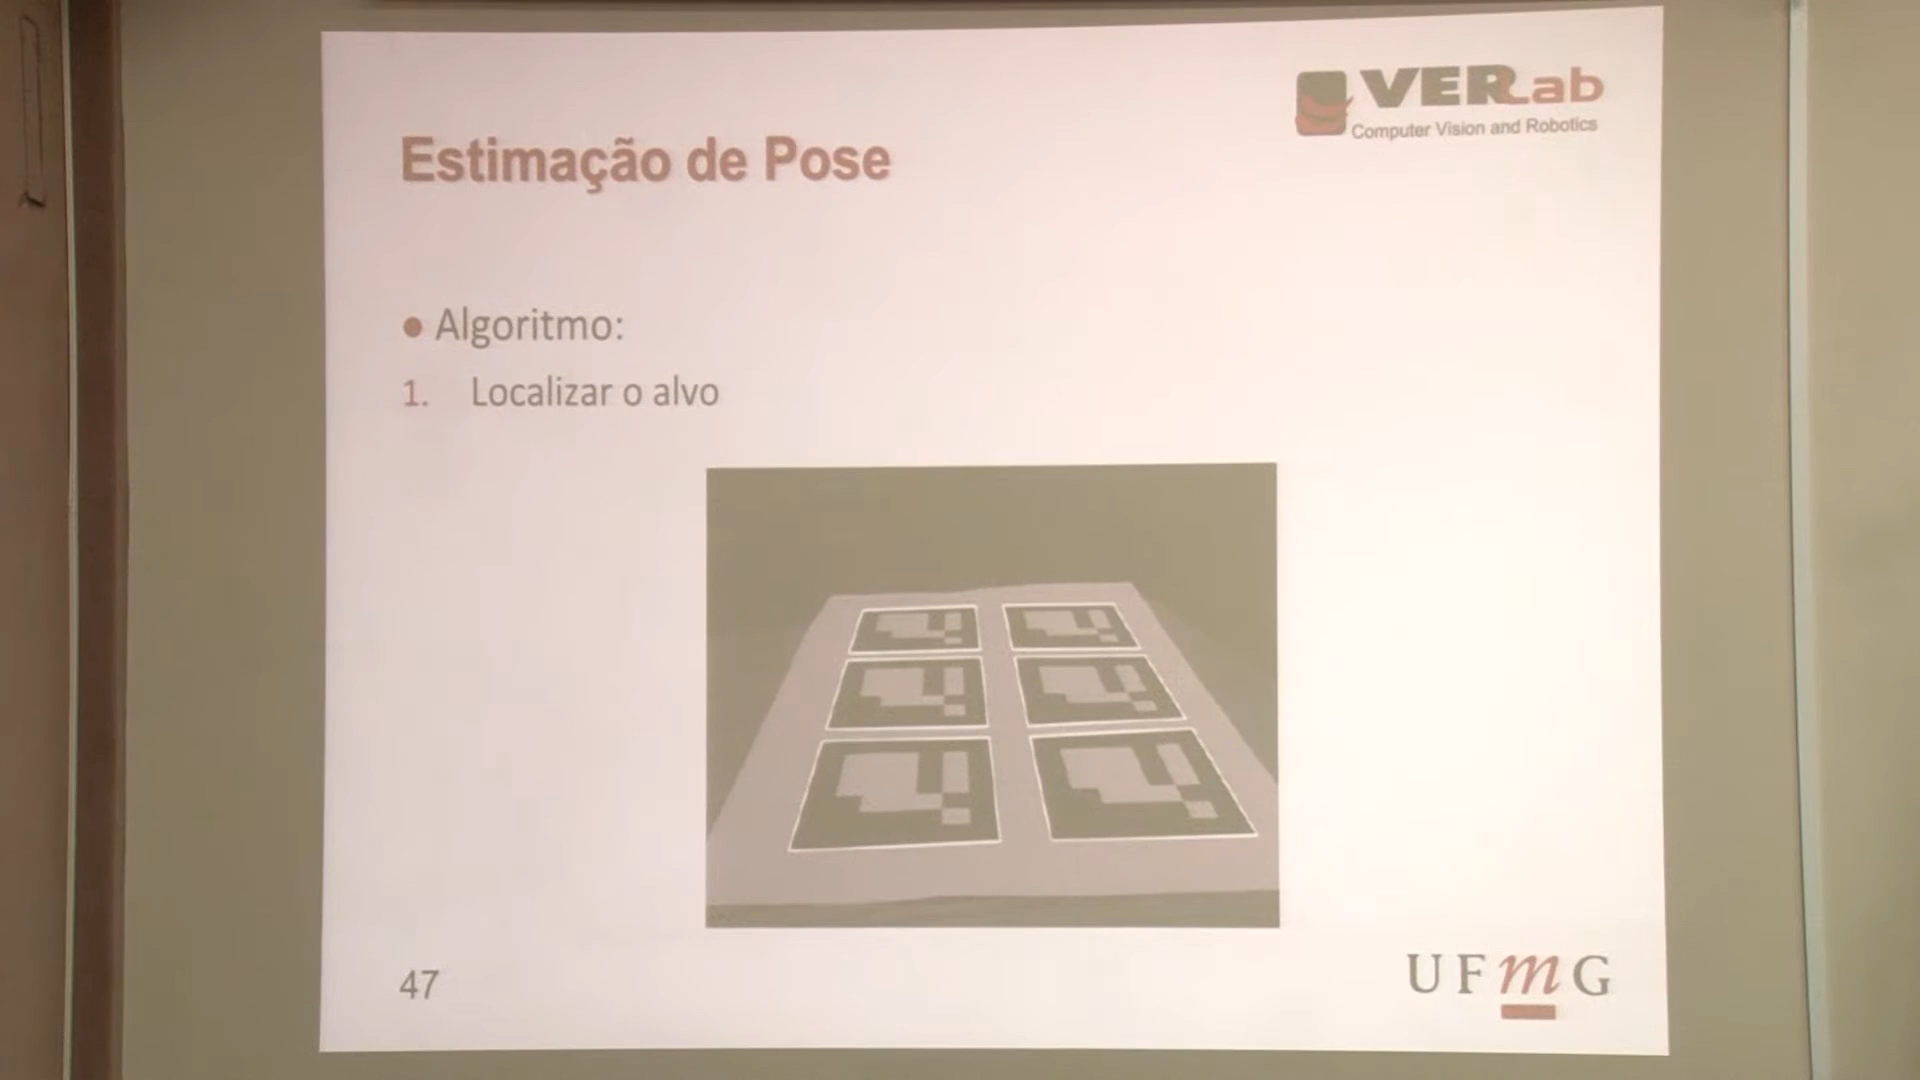 VERLab
Computer Vision and Robotics
Estimação de Pose
● Algoritmo:
1. Localizar o alvo
47
UFmG